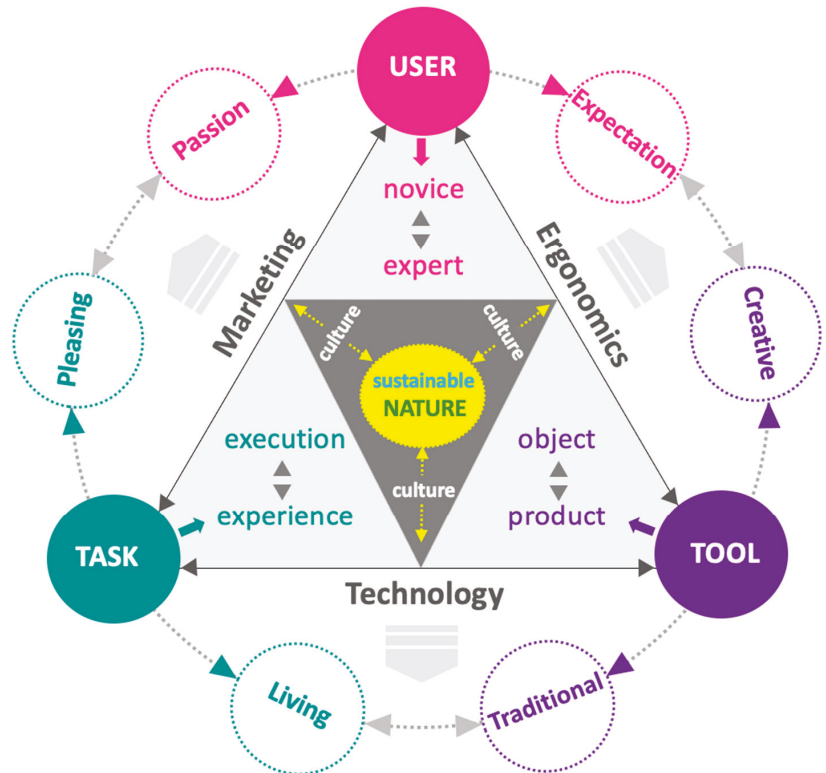 USER
Passion
Expectation
novice
expert
Marketing
Ergonomics
Pleasing
Creative
culture
culture
sustainable
NATURE
execution
object
culture
experience
product
TASK
TOOL
Technology
Living
Traditional